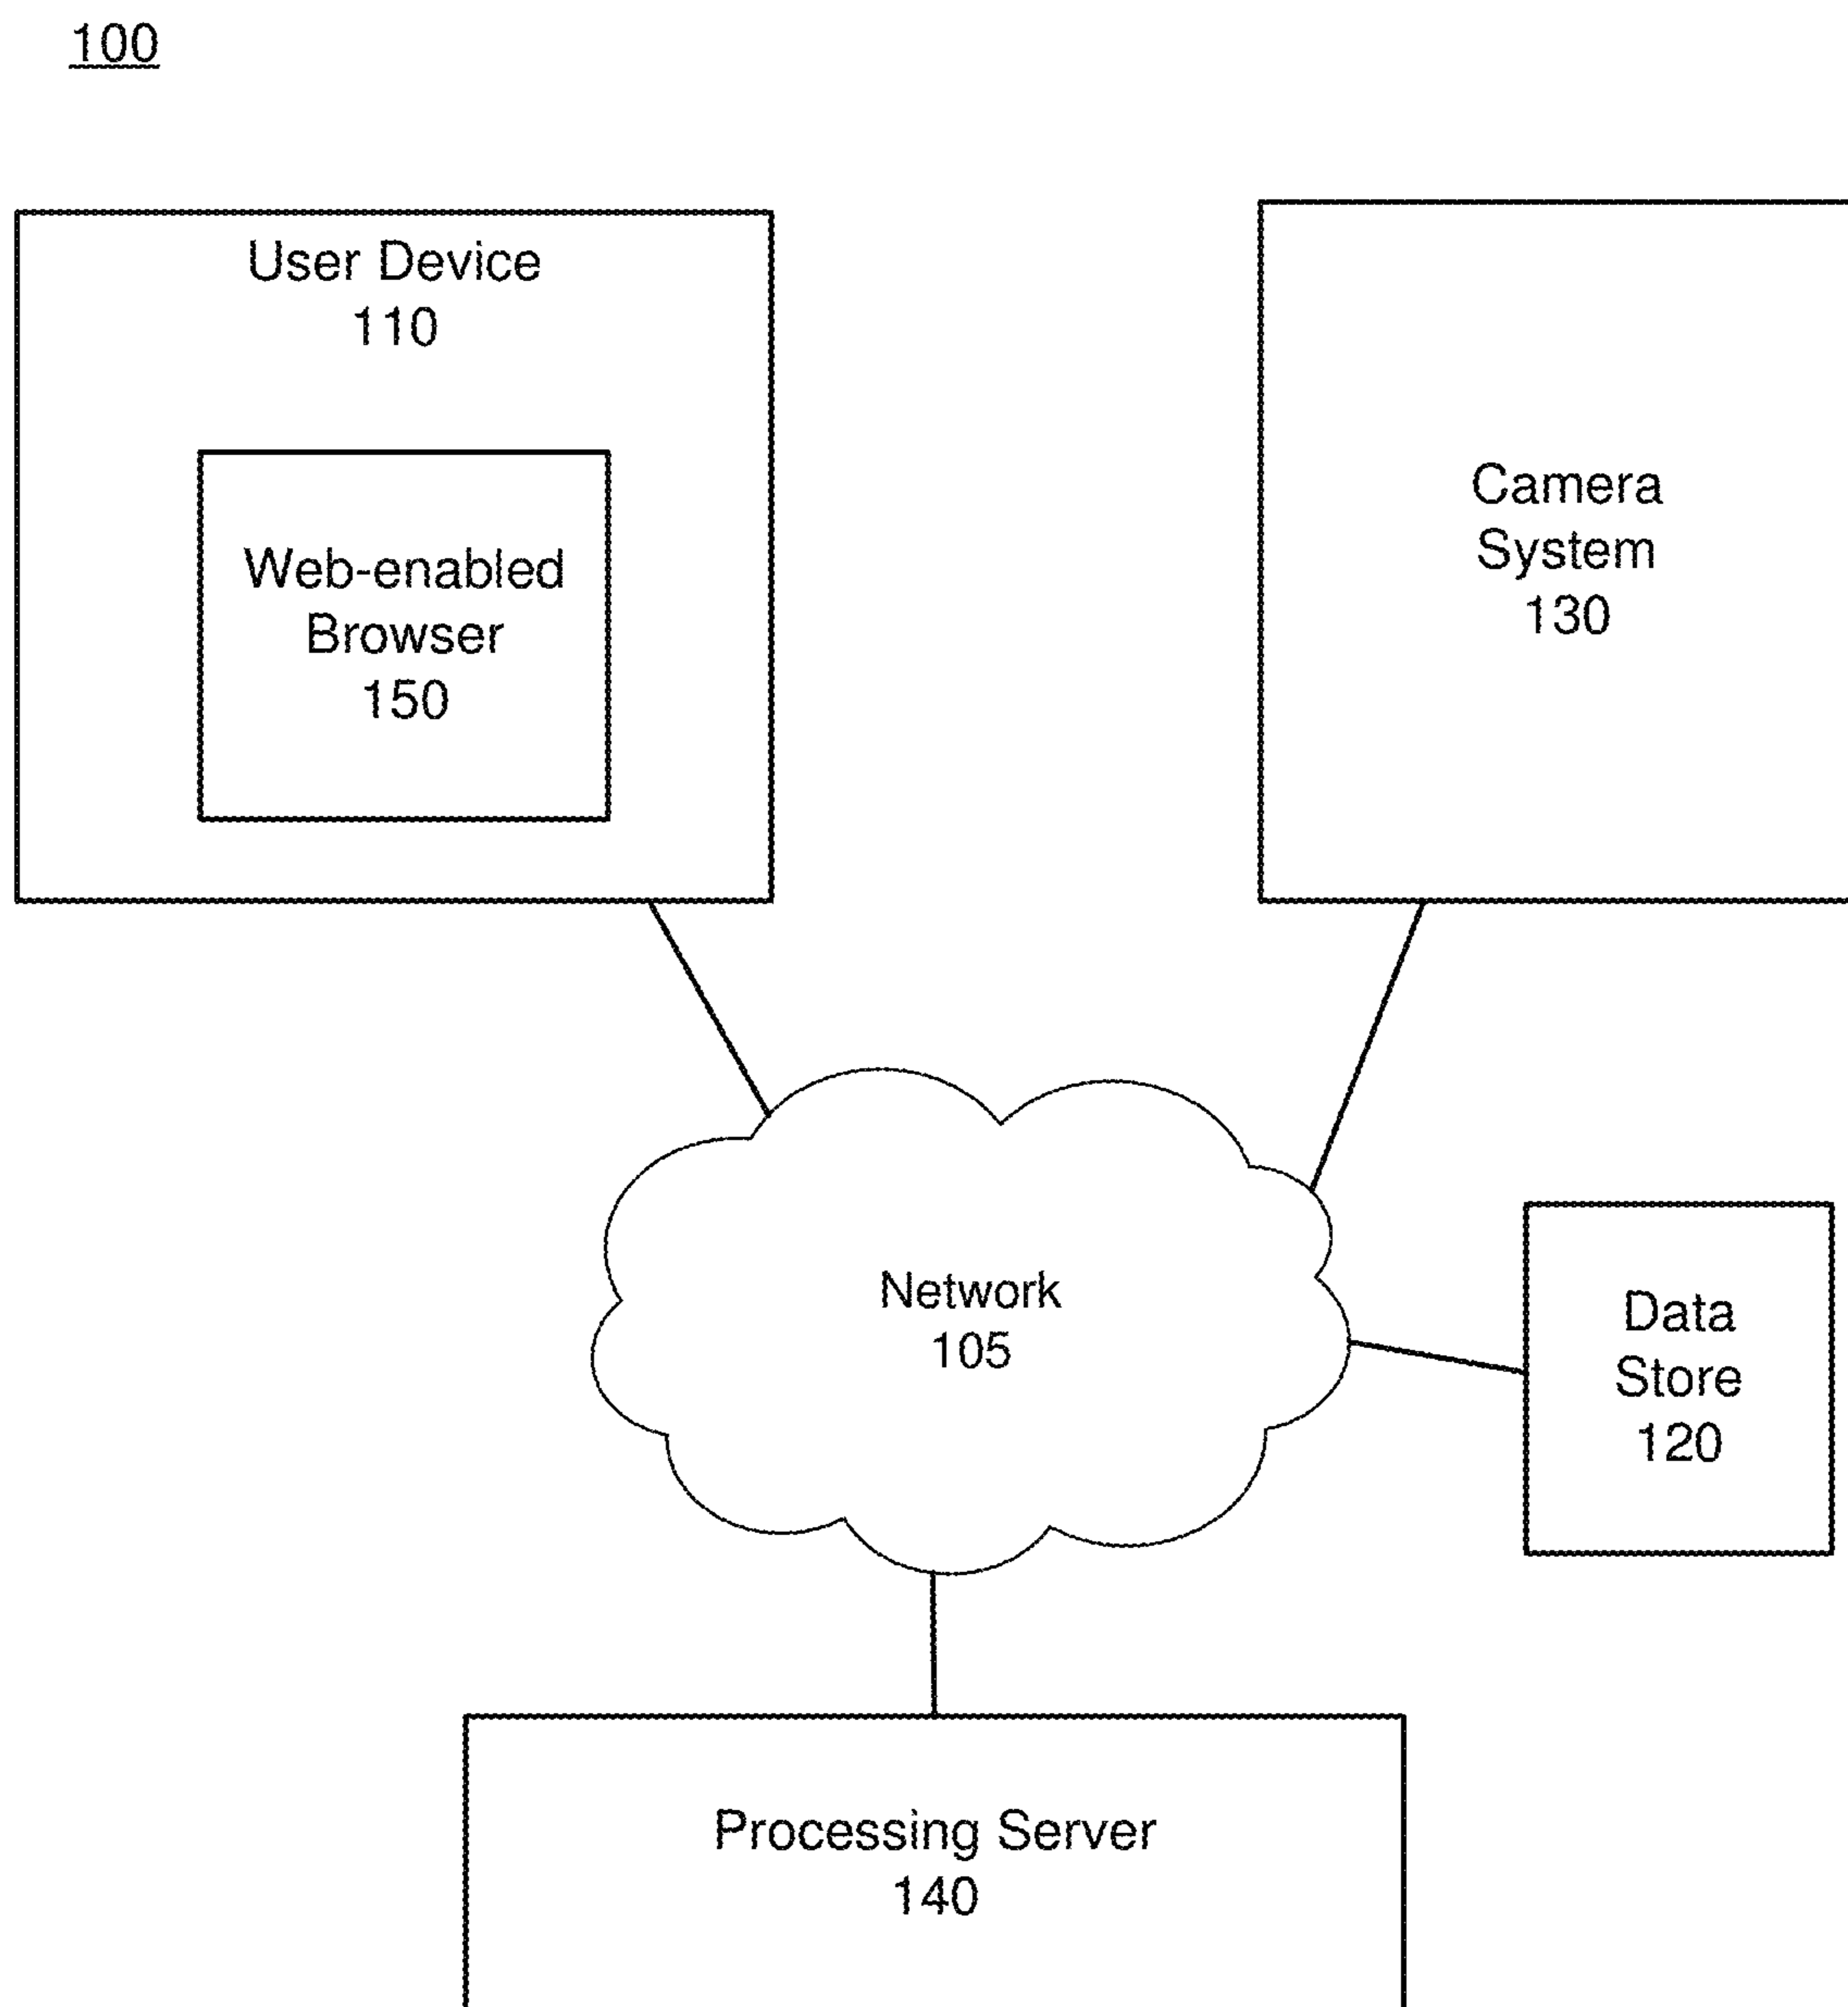 100
User Device
110
Web-enabled
Browser
150
Camera
System
130
Network
105
Data
Store
120
Processing Server
140